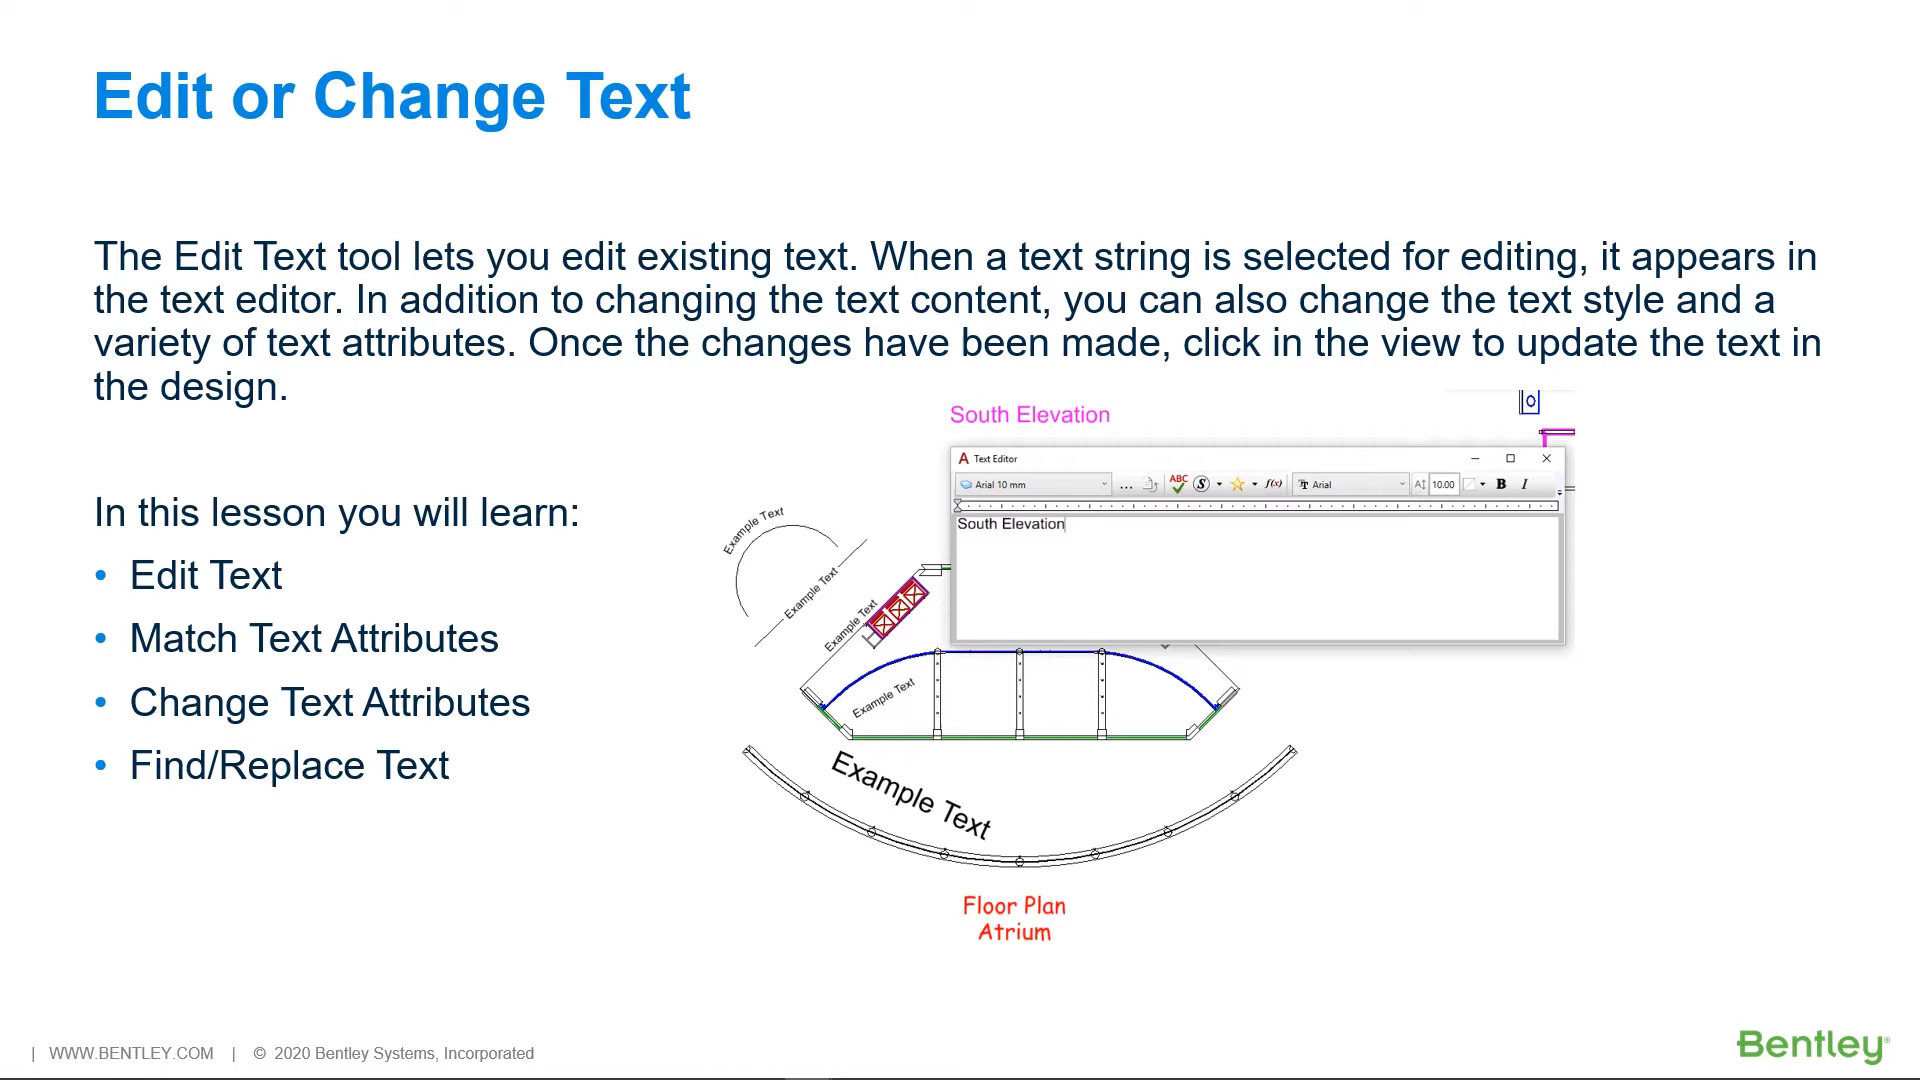 Edit or Change Text
The Edit Text tool lets you edit existing text. When a text string is selected for editing, it appears in
the text editor. In addition to changing the text content, you can also change the text style and a
variety of text attributes. Once the changes have been made, click in the view to update the text in
the design.
In this lesson you will learn:
• Edit Text
• Match Text Attributes
• Change Text Attributes
• Find/Replace Text
South Elevation
A Text Editor
Arial 10 mm ... ABC S f(x) Tr Arial A 10.00 B I
South Elevation
Example Text
Example Text
Example Text
Example Text
Example Text
Floor Plan
Atrium
| WWW.BENTLEY.COM | © 2020 Bentley Systems, Incorporated
Bentley®